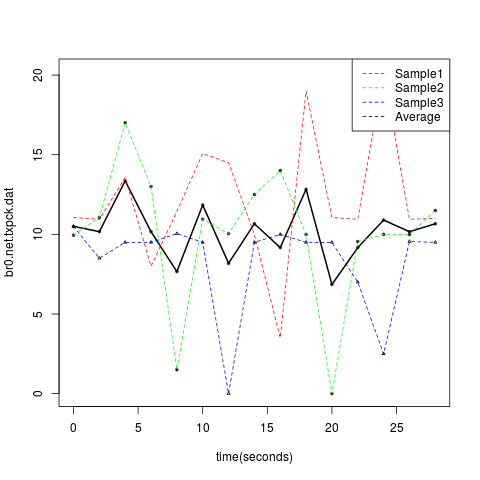 Sample1
Sample2
Sample3
Average
20
15
10
5
0
br0.net.txpck.dat
0 5 10 15 20 25
time(seconds)